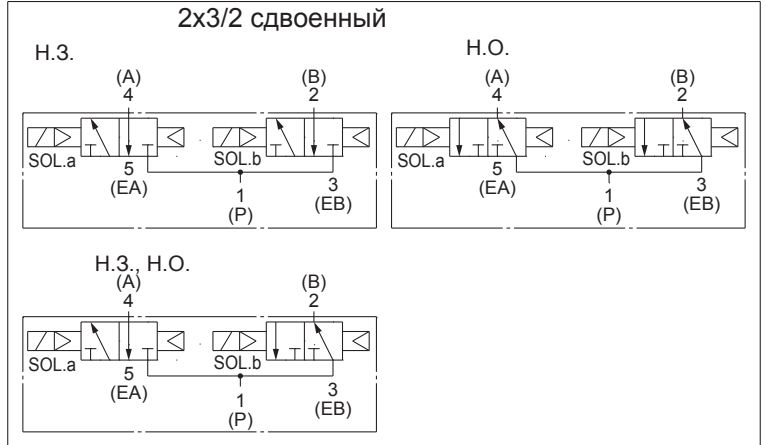 2x3/2 сдвоенный
Н.З.
(A)
4
(B)
2
SOL.a
SOL.b
5
(EA)
1
(P)
3
(EB)
Н.О.
(A)
4
(B)
2
SOL.a
SOL.b
5
(EA)
1
(P)
3
(EB)
Н.З., Н.О.
(A)
4
(B)
2
SOL.a
SOL.b
5
(EA)
1
(P)
3
(EB)